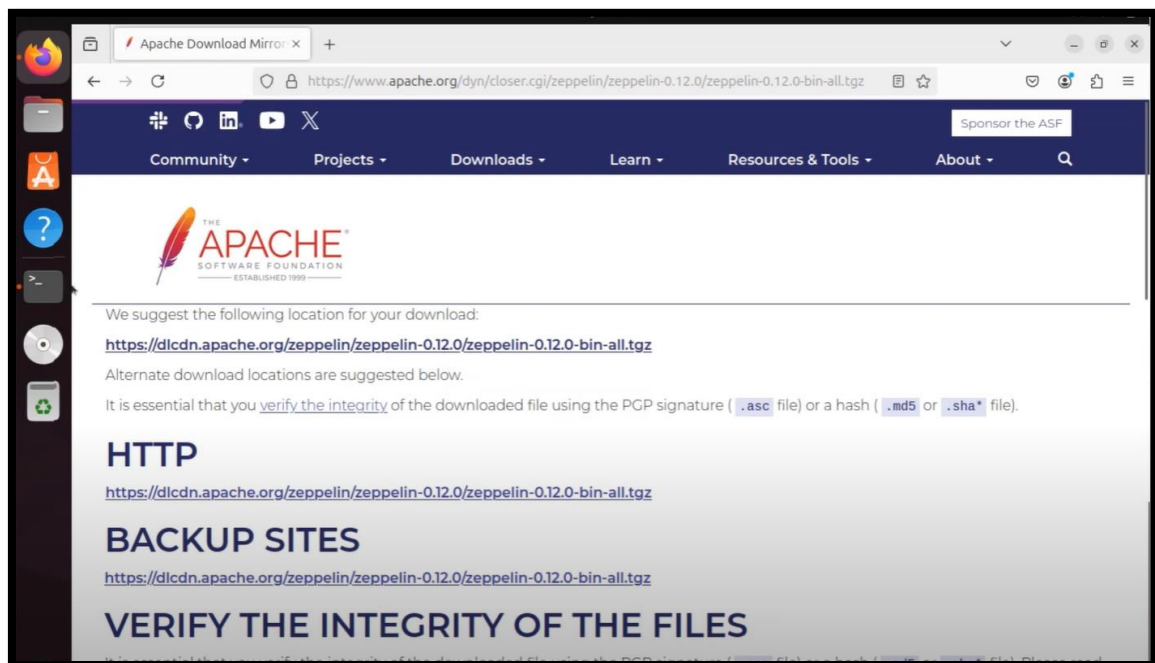 Apache Download Mirror
https://www.apache.org/dyn/closer.cgi/zeppelin/zeppelin-0.12.0/zeppelin-0.12.0-bin-all.tgz
Sponsor the ASF
Community Projects Downloads Learn Resources & Tools About
THE
APACHE®
SOFTWARE FOUNDATION
ESTABLISHED 1999
We suggest the following location for your download:
https://dlcdn.apache.org/zeppelin/zeppelin-0.12.0/zeppelin-0.12.0-bin-all.tgz
Alternate download locations are suggested below.
It is essential that you verify the integrity of the downloaded file using the PGP signature ( .asc file) or a hash ( .md5 or .sha* file).
HTTP
https://dlcdn.apache.org/zeppelin/zeppelin-0.12.0/zeppelin-0.12.0-bin-all.tgz
BACKUP SITES
https://dlcdn.apache.org/zeppelin/zeppelin-0.12.0/zeppelin-0.12.0-bin-all.tgz
VERIFY THE INTEGRITY OF THE FILES